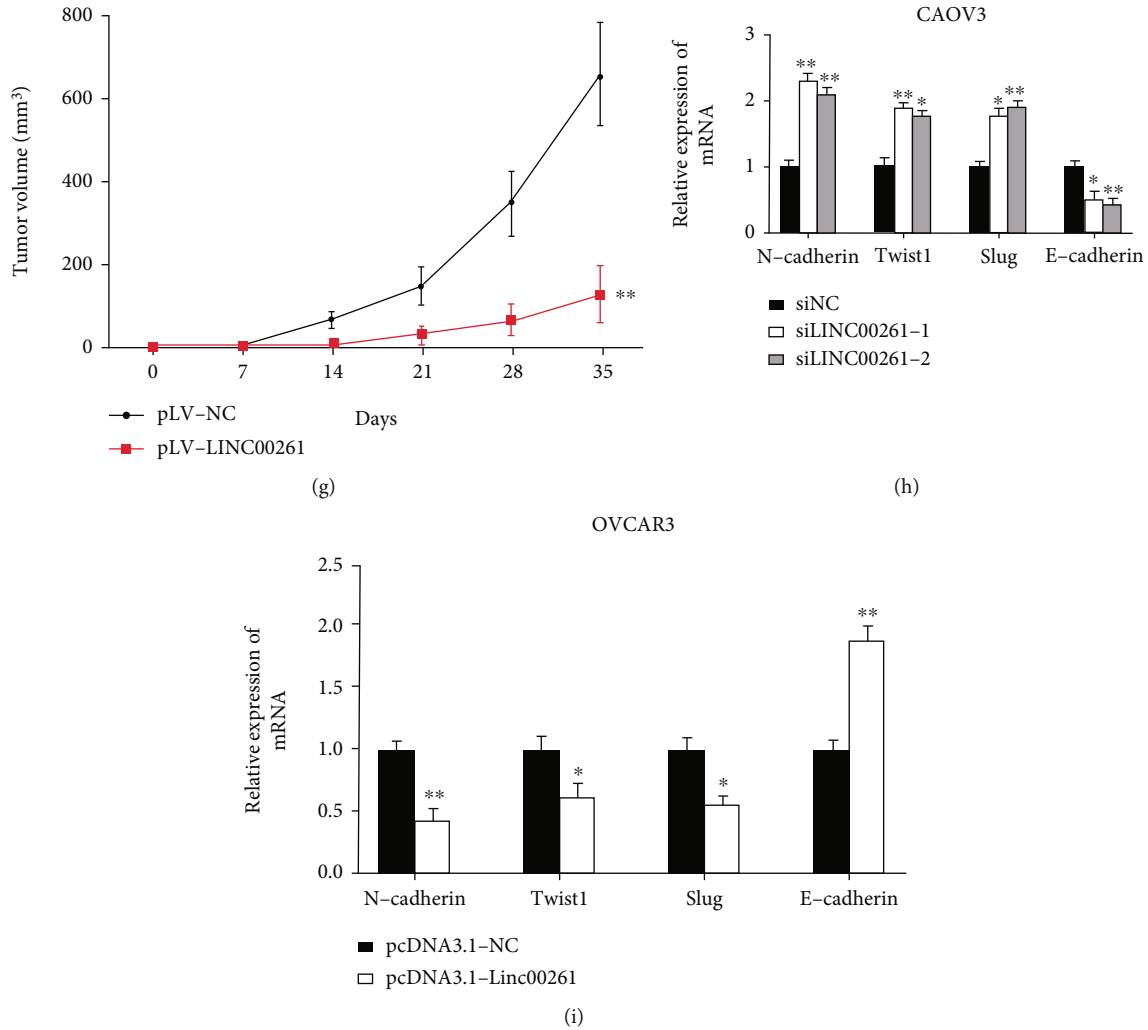 800
600
400
200
0
Tumor volume (mm³)
0 7 14 21 28 35
**
Days
pLV–NC
pLV–LINC00261
(g)
CAOV3
3
2
1
0
Relative expression of
mRNA
** ** ** * * ** * **
N–cadherin Twist1 Slug E–cadherin
siNC
siLINC00261–1
siLINC00261–2
(h)
OVCAR3
2.5
2.0
1.5
1.0
0.5
0.0
Relative expression of
mRNA
** * * **
N–cadherin Twist1 Slug E–cadherin
pcDNA3.1–NC
pcDNA3.1–Linc00261
(i)